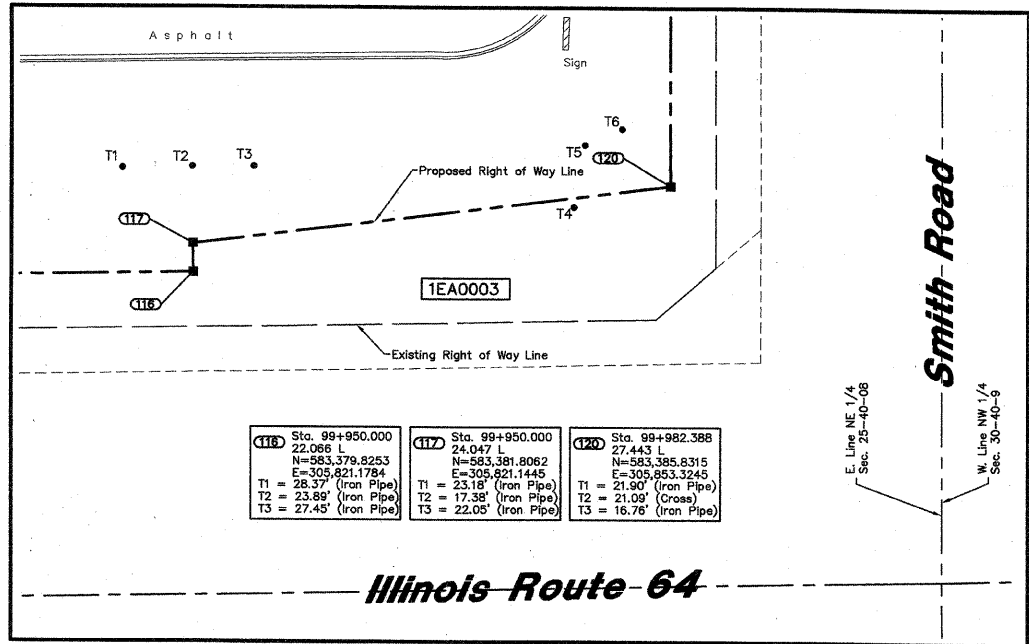 Asphalt
Sign
T1
T2
T3
T6
T5
120
Proposed Right of Way Line
T4
117
116
1EA0003
Existing Right of Way Line
Smith Road
E. Line NE 1/4
Sec. 25-40-08
W. Line NW 1/4
Sec. 30-40-9
116 Sta. 99+950.000
22.066 L
N=583,379.8253
E=305,821.1784
T1 = 28.37' (Iron Pipe)
T2 = 23.89' (Iron Pipe)
T3 = 27.45' (Iron Pipe)
117 Sta. 99+950.000
24.047 L
N=583,381.8062
E=305,821.1445
T1 = 23.18' (Iron Pipe)
T2 = 17.38' (Iron Pipe)
T3 = 22.05' (Iron Pipe)
120 Sta. 99+982.388
27.443 L
N=583,385.8315
E=305,853.3245
T1 = 21.90' (Iron Pipe)
T2 = 21.09' (Cross)
T3 = 16.76' (Iron Pipe)
Illinois Route 64